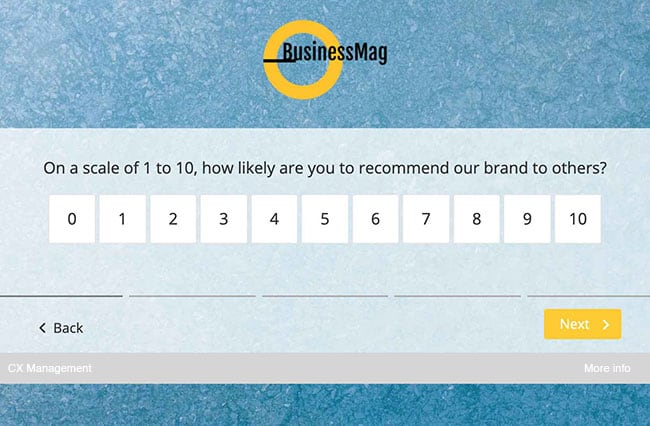 BusinessMag
On a scale of 1 to 10, how likely are you to recommend our brand to others?
0 1 2 3 4 5 6 7 8 9 10
Back Next
CX Management More info